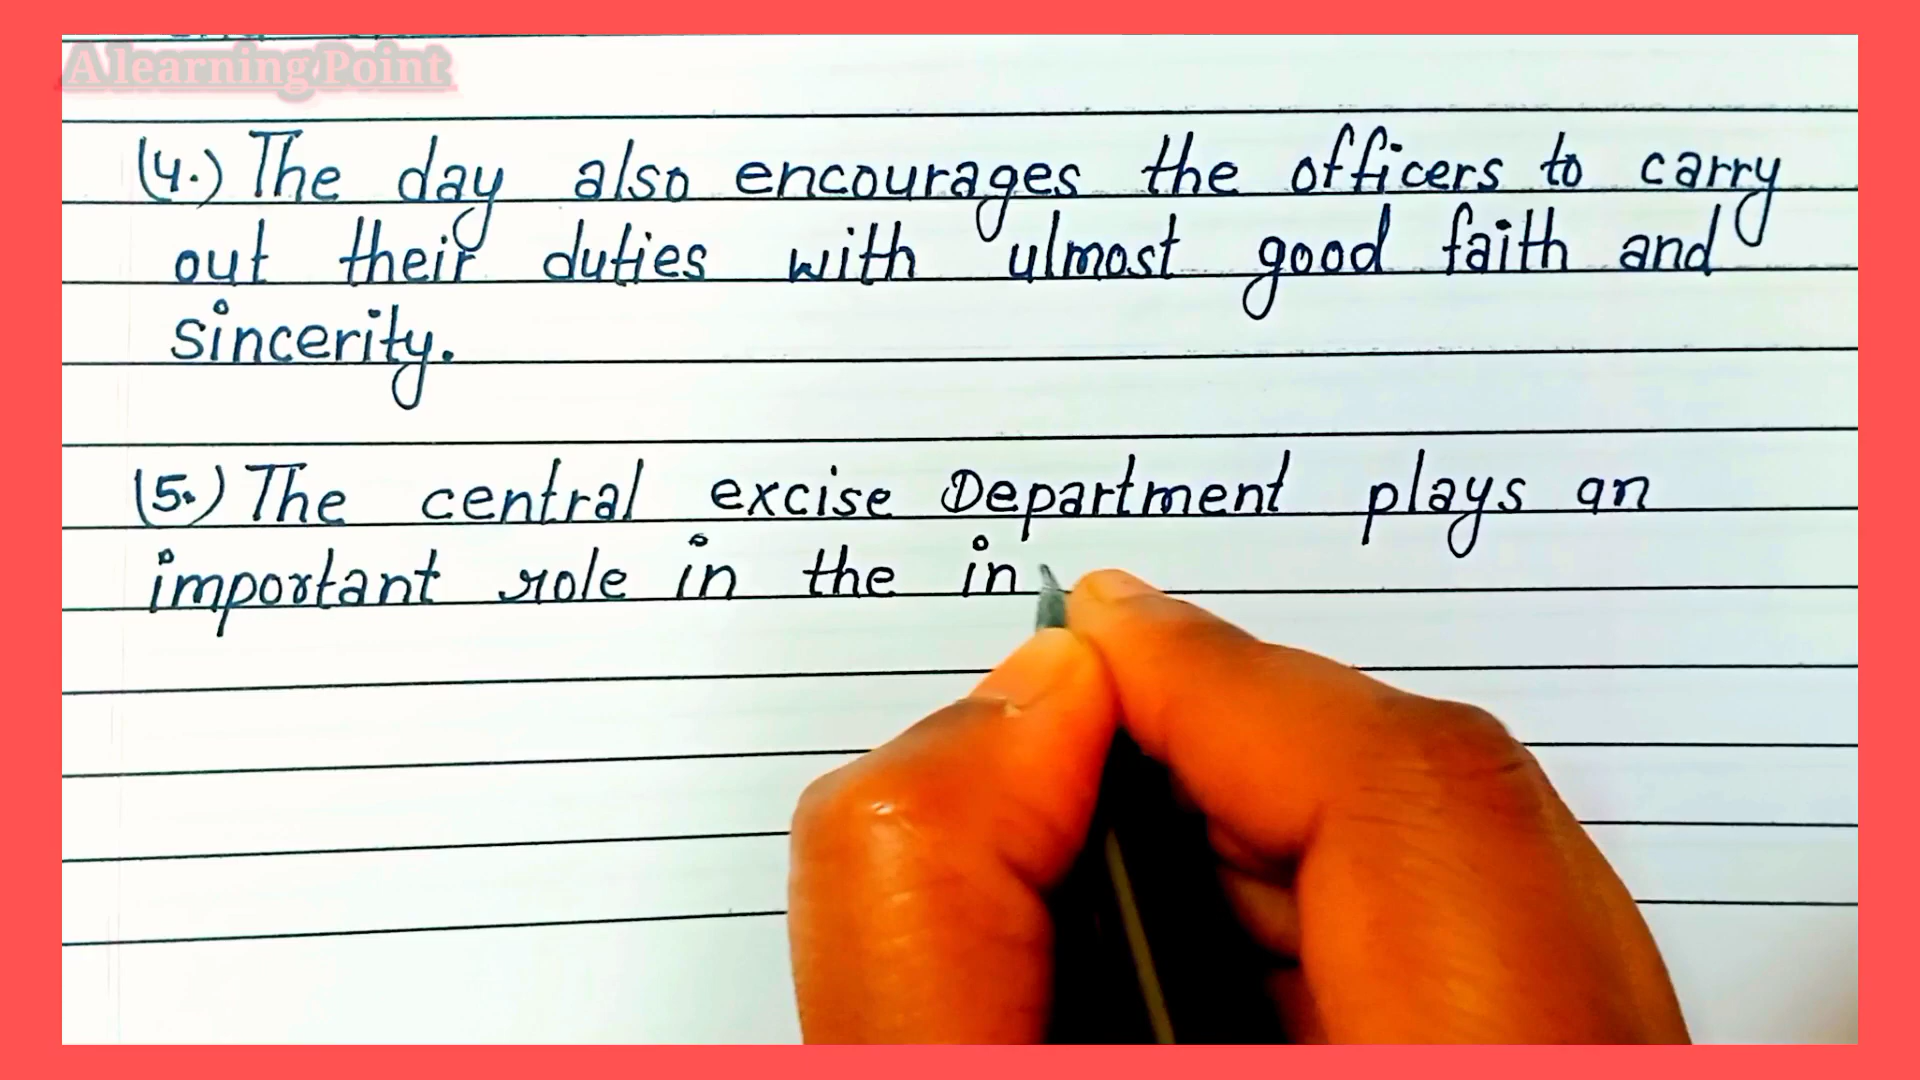 A learning Point
(4.) The day also encourages the officers to carry
out their duties with ulmost good faith and
sincerity.
(5.) The central excise Department plays an
important role in the in